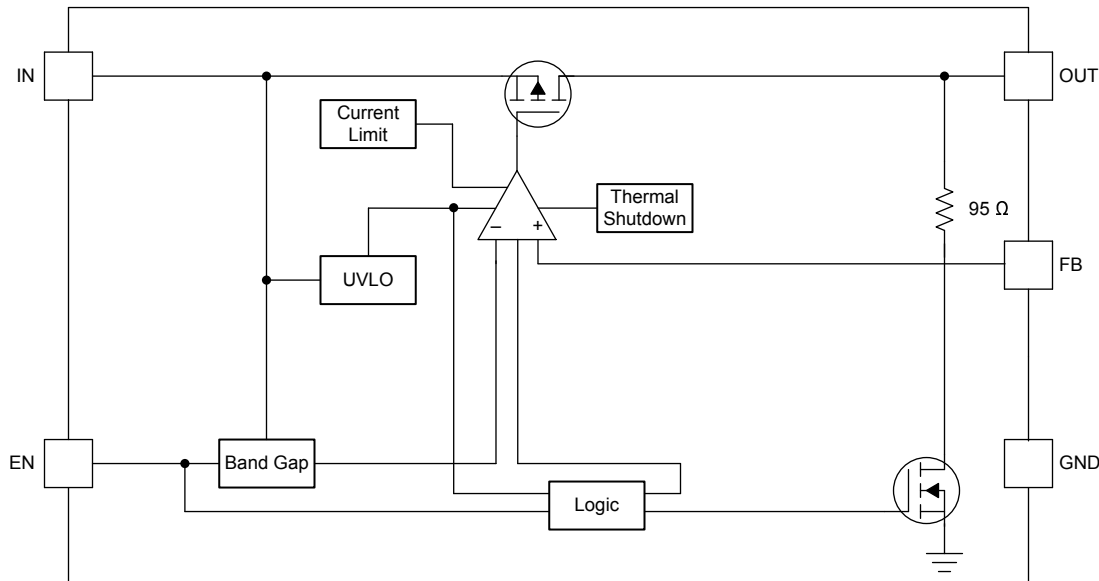 IN
OUT
Current
Limit
Thermal
Shutdown
95 Ω
–
+
UVLO
FB
EN
Band Gap
GND
Logic